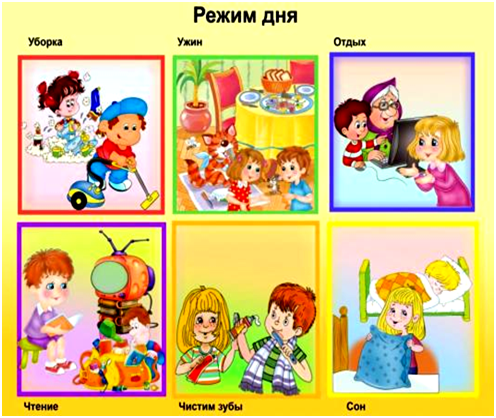 Режим дня
Уборка
Ужин
Отдых
Чтение
Чистим зубы
Сон